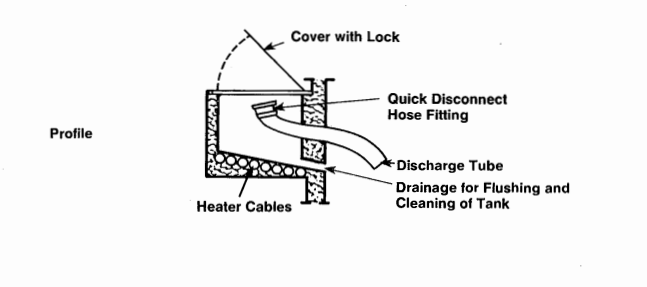 Cover with Lock
Quick Disconnect
Hose Fitting
Profile
Discharge Tube
Drainage for Flushing and
Cleaning of Tank
Heater Cables